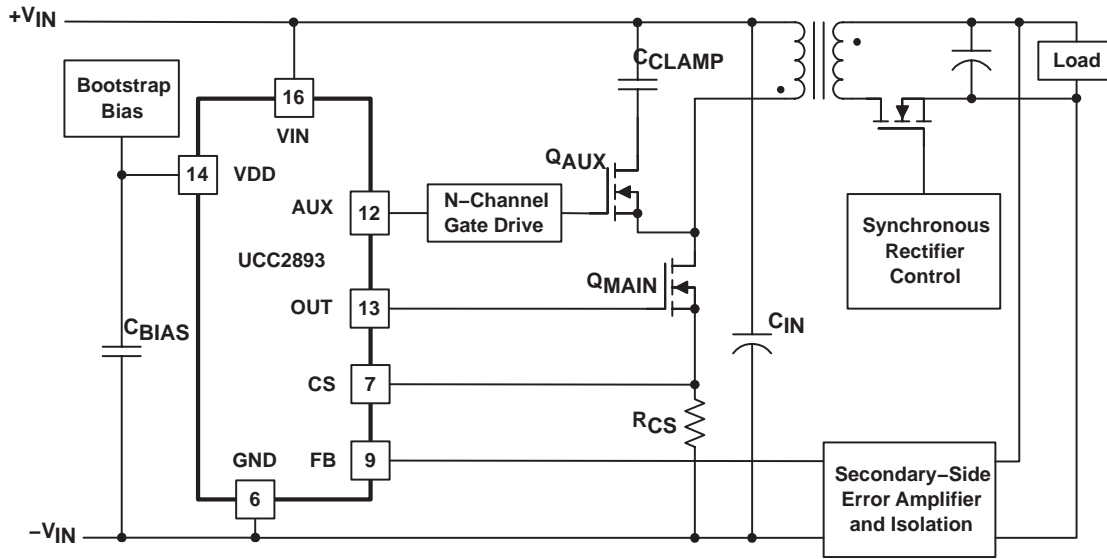 +VIN
CCLAMP
Bootstrap
Bias
16
VIN
Load
14
VDD
QAUX
AUX
12
N−Channel
Gate Drive
Synchronous
Rectifier
Control
UCC2893
QMAIN
OUT
13
CBIAS
CIN
CS
7
RCS
GND
FB
9
6
Secondary−Side
Error Amplifier
and Isolation
−VIN